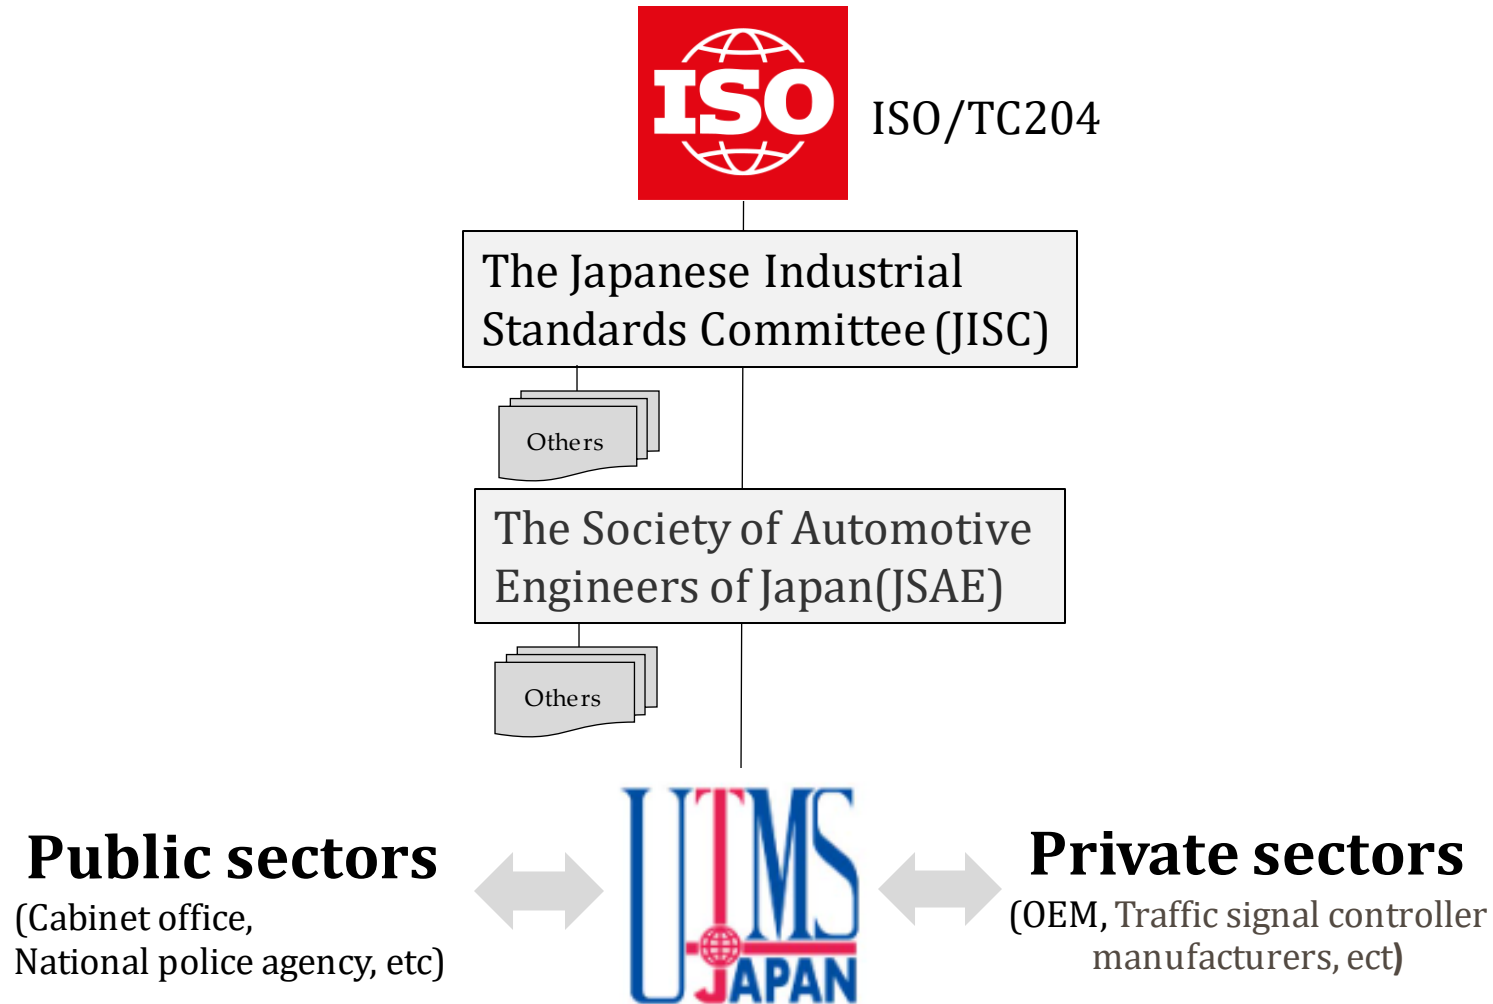 ISO
ISO/TC204
The Japanese Industrial
Standards Committee (JISC)
Others
The Society of Automotive
Engineers of Japan(JSAE)
Others
UTMS
JAPAN
Public sectors
(Cabinet office,
National police agency, etc)
Private sectors
(OEM, Traffic signal controller
manufacturers, ect)